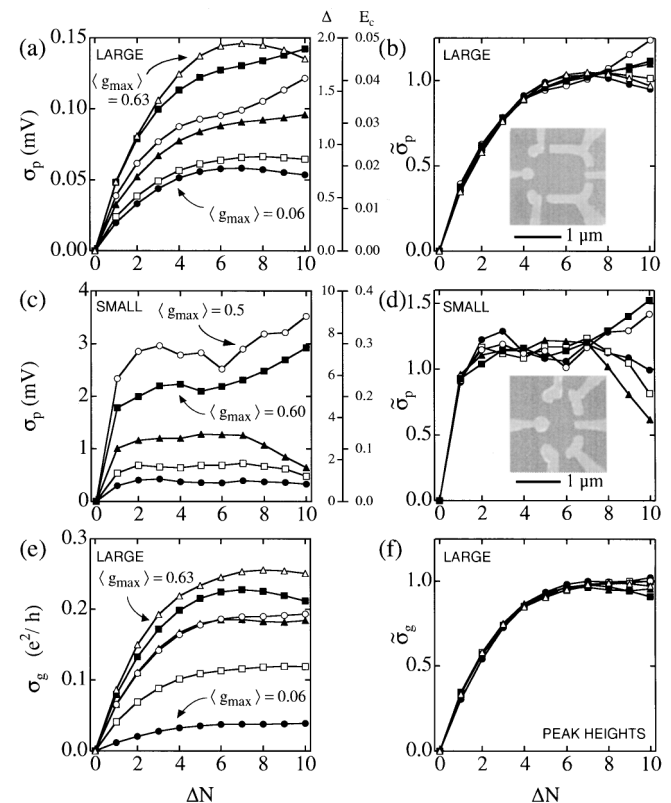 (a)
LARGE
⟨ g_max ⟩
= 0.63
⟨ g_max ⟩ = 0.06
σ_p (mV)
0.15
0.10
0.05
0.00
0 2 4 6 8 10
Δ E_c
2.0 0.05
0.04
0.03
1.0
0.02
0.01
0.0 0.00
(b)
LARGE
σ̃_p
1.0
0.5
0.0
1 μm
0 2 4 6 8 10
(c)
SMALL
⟨ g_max ⟩ = 0.5
⟨ g_max ⟩ = 0.60
σ_p (mV)
4
3
2
1
0
0 2 4 6 8 10
10 0.4
8 0.3
6
0.2
4
2 0.1
0 0.0
(d)
SMALL
σ̃_p
1.5
1.0
0.5
0.0
1 μm
0 2 4 6 8 10
(e)
LARGE
⟨ g_max ⟩ = 0.63
⟨ g_max ⟩ = 0.06
σ_g (e²/ h)
0.3
0.2
0.1
0.0
0 2 4 6 8 10
ΔN
(f)
LARGE
σ̃_g
1.0
0.5
0.0
PEAK HEIGHTS
0 2 4 6 8 10
ΔN